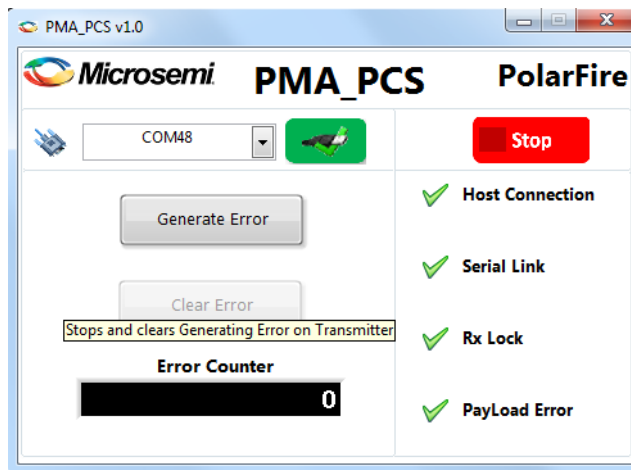 PMA_PCS v1.0
Microsemi. PMA_PCS PolarFire
COM48
Stop
Host Connection
Generate Error
Serial Link
Clear Error
Stops and clears Generating Error on Transmitter
Rx Lock
Error Counter
0
PayLoad Error